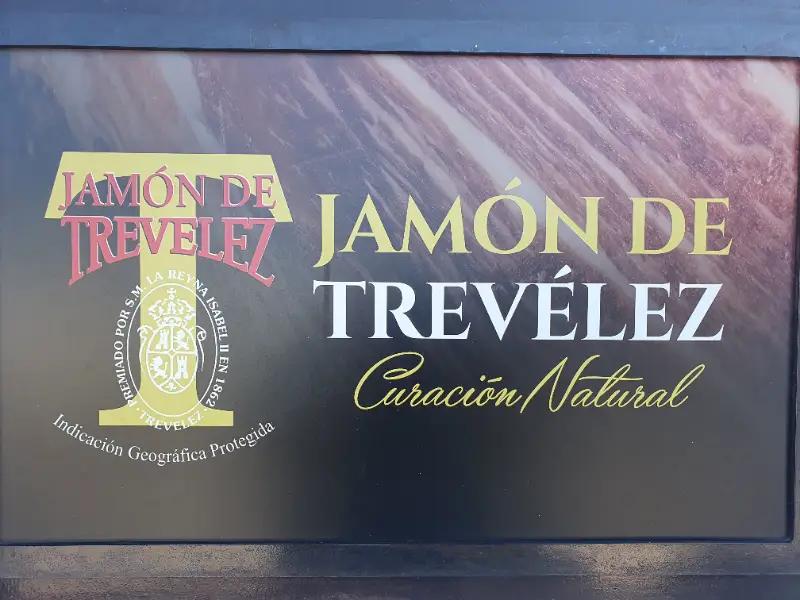 JAMÓN DE
TREVELEZ
PREMIADO POR S.M. LA REYNA ISABEL II EN 1862
· TREVELEZ ·
Indicación Geográfica Protegida
JAMÓN DE
TREVÉLEZ
Curación Natural